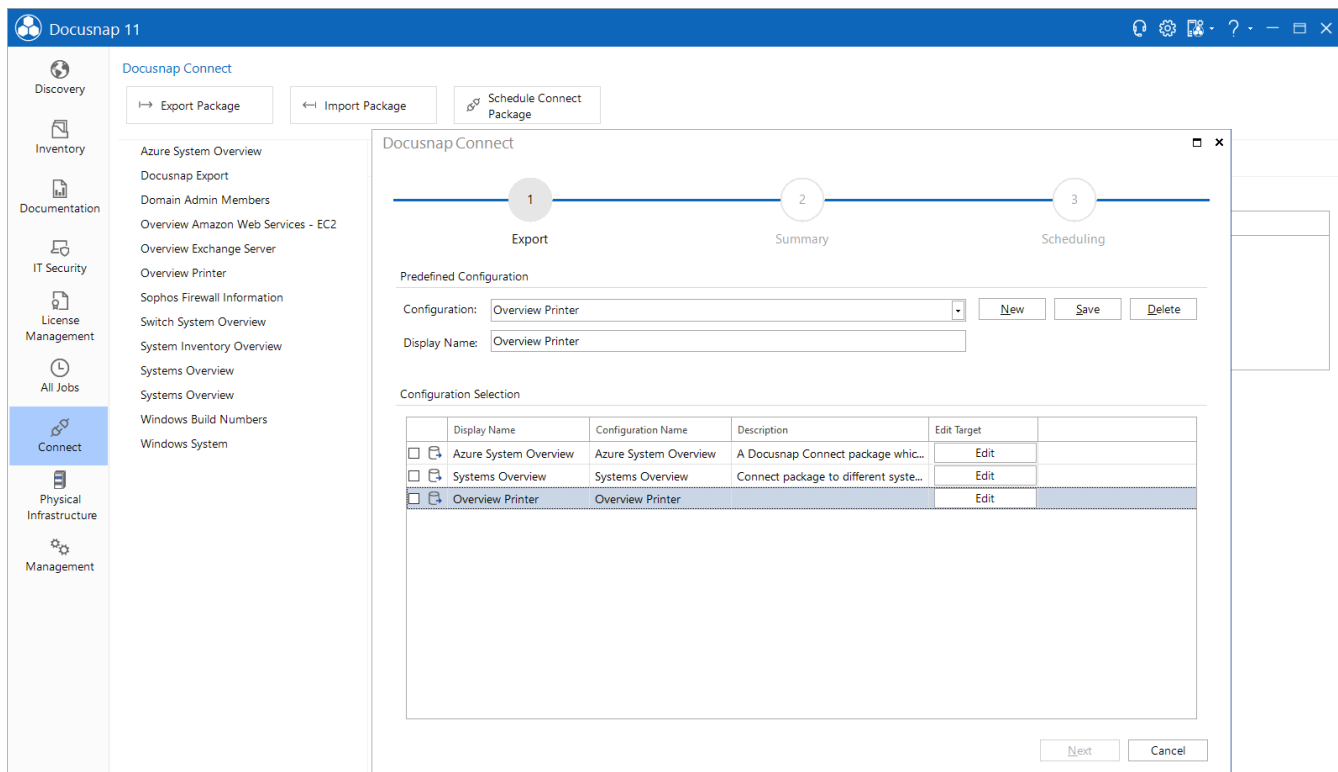 Docusnap 11
?
Discovery
Inventory
Documentation
IT Security
License
Management
All Jobs
Connect
Physical
Infrastructure
Management
Docusnap Connect
Export Package
Import Package
Schedule Connect
Package
Azure System Overview
Docusnap Export
Domain Admin Members
Overview Amazon Web Services - EC2
Overview Exchange Server
Overview Printer
Sophos Firewall Information
Switch System Overview
System Inventory Overview
Systems Overview
Systems Overview
Windows Build Numbers
Windows System
Docusnap Connect
1 2 3
Export Summary Scheduling
Predefined Configuration
Configuration: Overview Printer New Save Delete
Display Name: Overview Printer
Configuration Selection
Display Name Configuration Name Description Edit Target
Azure System Overview Azure System Overview A Docusnap Connect package whic... Edit
Systems Overview Systems Overview Connect package to different syste... Edit
Overview Printer Overview Printer Edit
Next Cancel